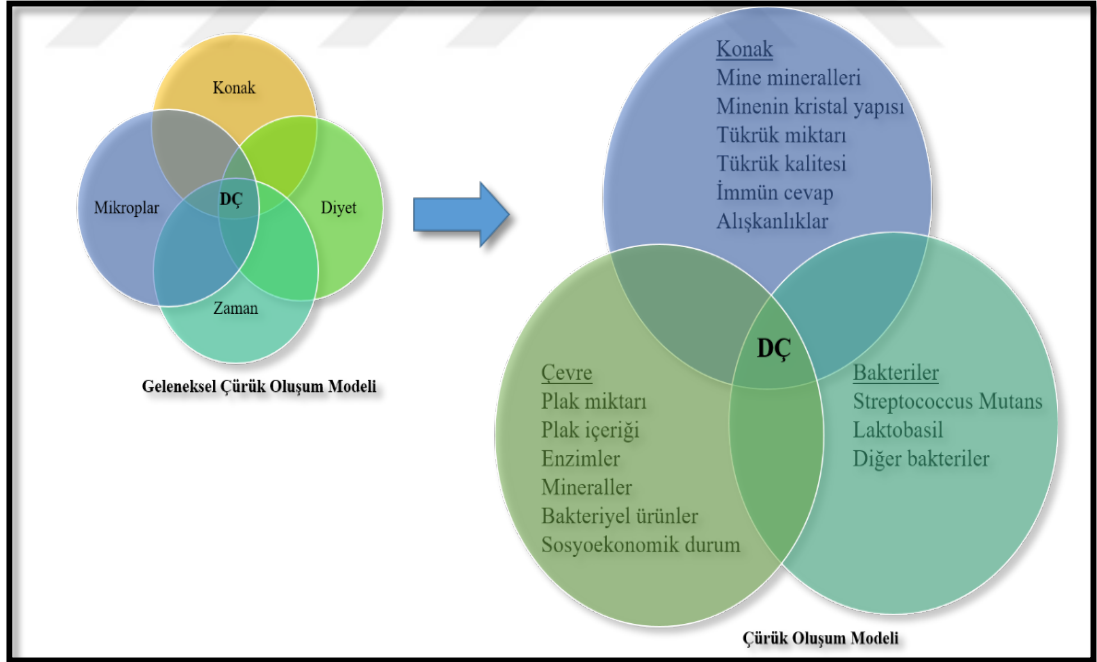 Konak
Mikroplar
DÇ
Diyet
Zaman
Geleneksel Çürük Oluşum Modeli
Konak
Mine mineralleri
Minenin kristal yapısı
Tükrük miktarı
Tükrük kalitesi
İmmün cevap
Alışkanlıklar
DÇ
Çevre
Plak miktarı
Plak içeriği
Enzimler
Mineraller
Bakteriyel ürünler
Sosyoekonomik durum
Bakteriler
Streptococcus Mutans
Laktobasil
Diğer bakteriler
Çürük Oluşum Modeli